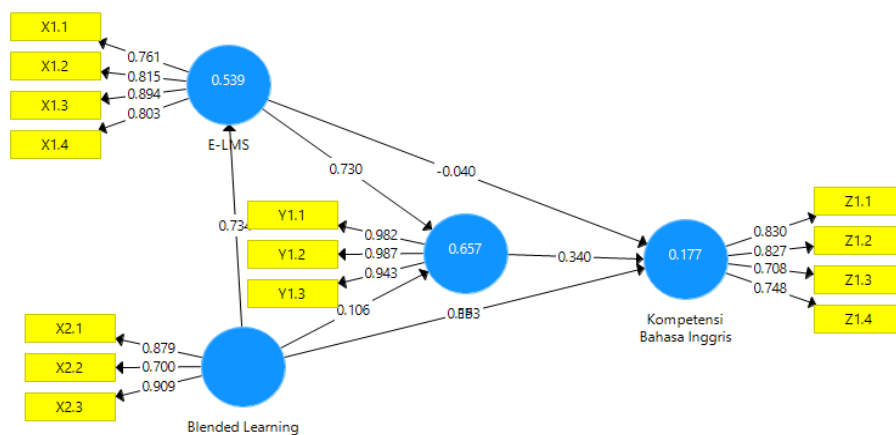 X1.1
X1.2
X1.3
X1.4
0.761
0.815
0.894
0.803
0.539
E-LMS
0.730
-0.040
0.734
Y1.1
Y1.2
Y1.3
0.982
0.987
0.943
0.657
0.340
0.106
0.177
Kompetensi
Bahasa Inggris
0.830
0.827
0.708
0.748
Z1.1
Z1.2
Z1.3
Z1.4
X2.1
X2.2
X2.3
0.879
0.700
0.909
Blended Learning